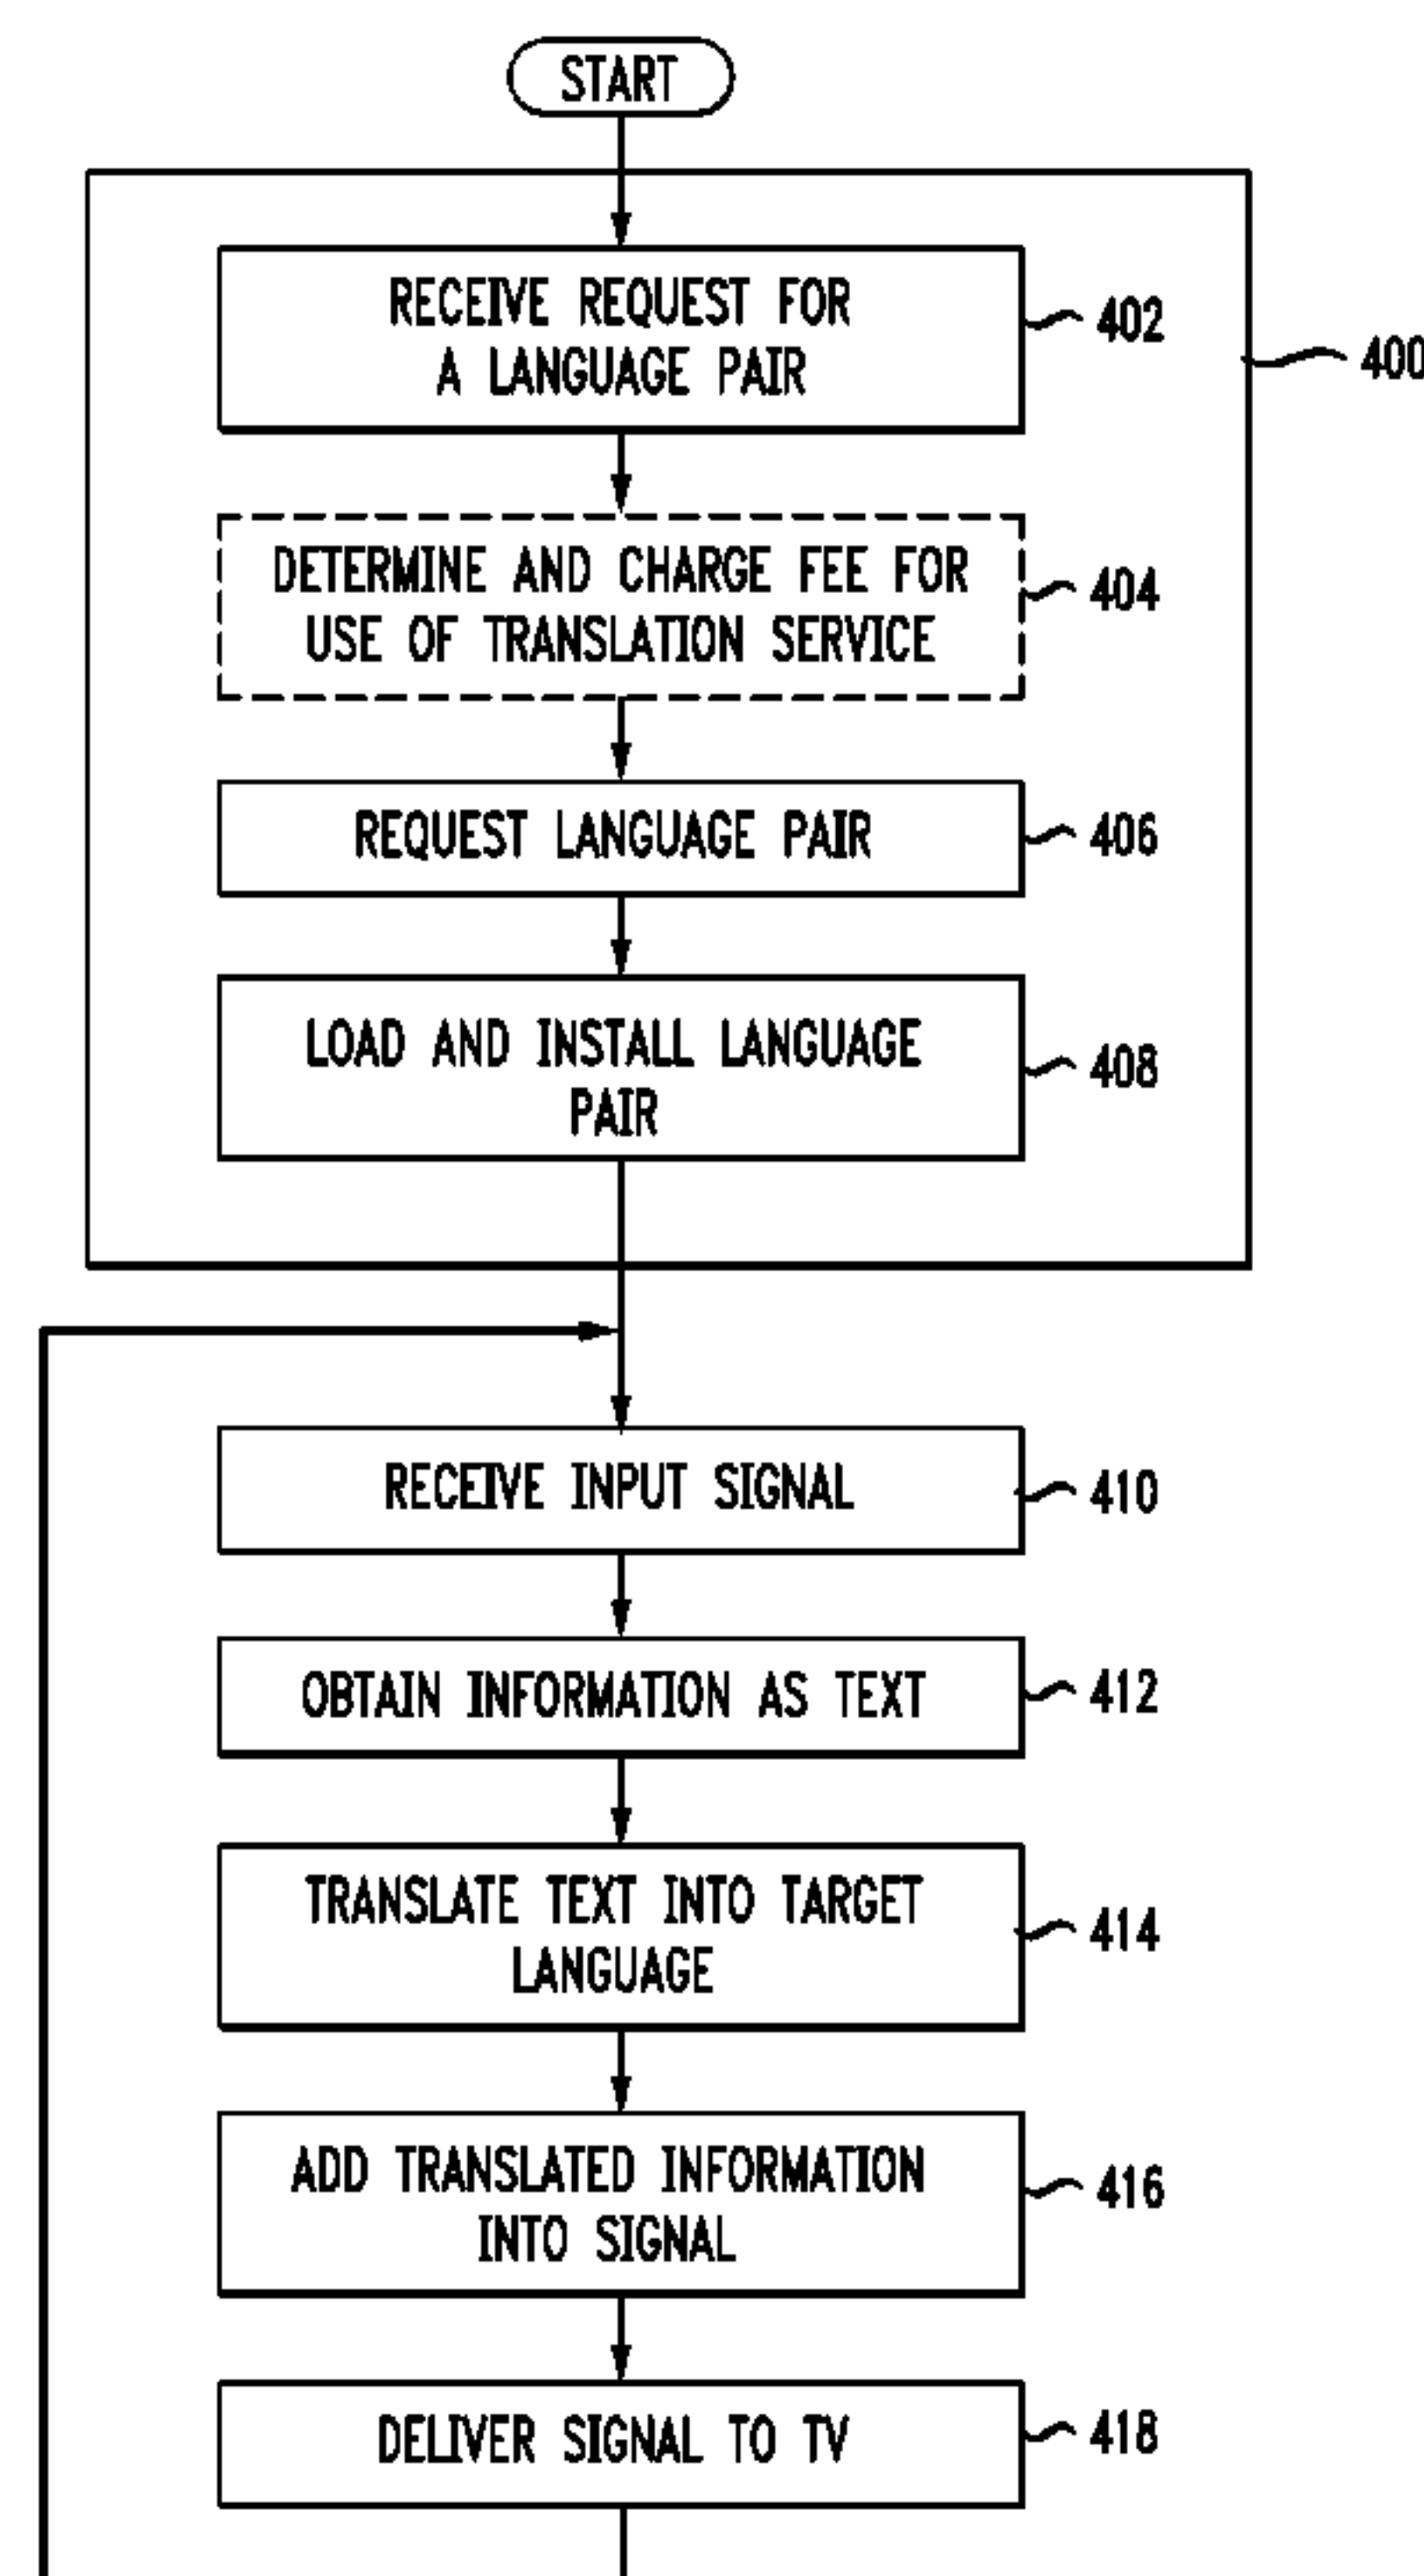 START
RECEIVE REQUEST FOR
A LANGUAGE PAIR
402
400
DETERMINE AND CHARGE FEE FOR
USE OF TRANSLATION SERVICE
404
REQUEST LANGUAGE PAIR
406
LOAD AND INSTALL LANGUAGE
PAIR
408
RECEIVE INPUT SIGNAL
410
OBTAIN INFORMATION AS TEXT
412
TRANSLATE TEXT INTO TARGET
LANGUAGE
414
ADD TRANSLATED INFORMATION
INTO SIGNAL
416
DELIVER SIGNAL TO TV
418